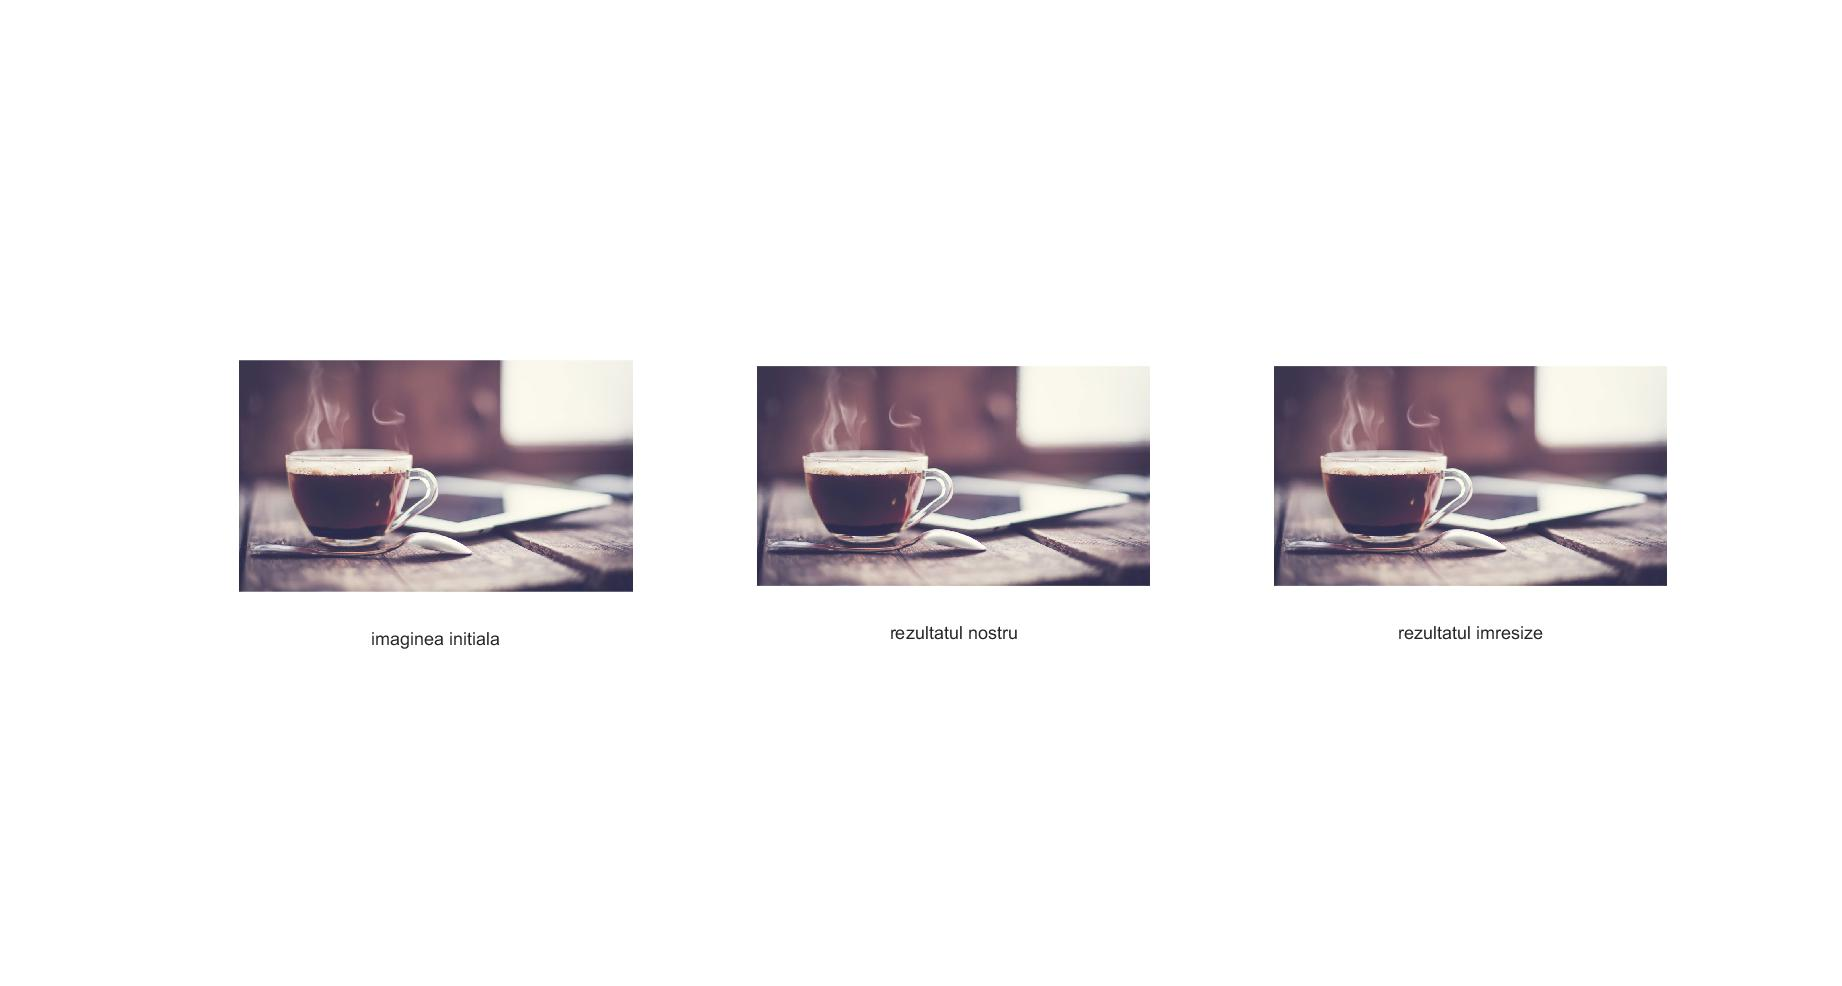 imaginea initiala
rezultatul nostru
rezultatul imresize